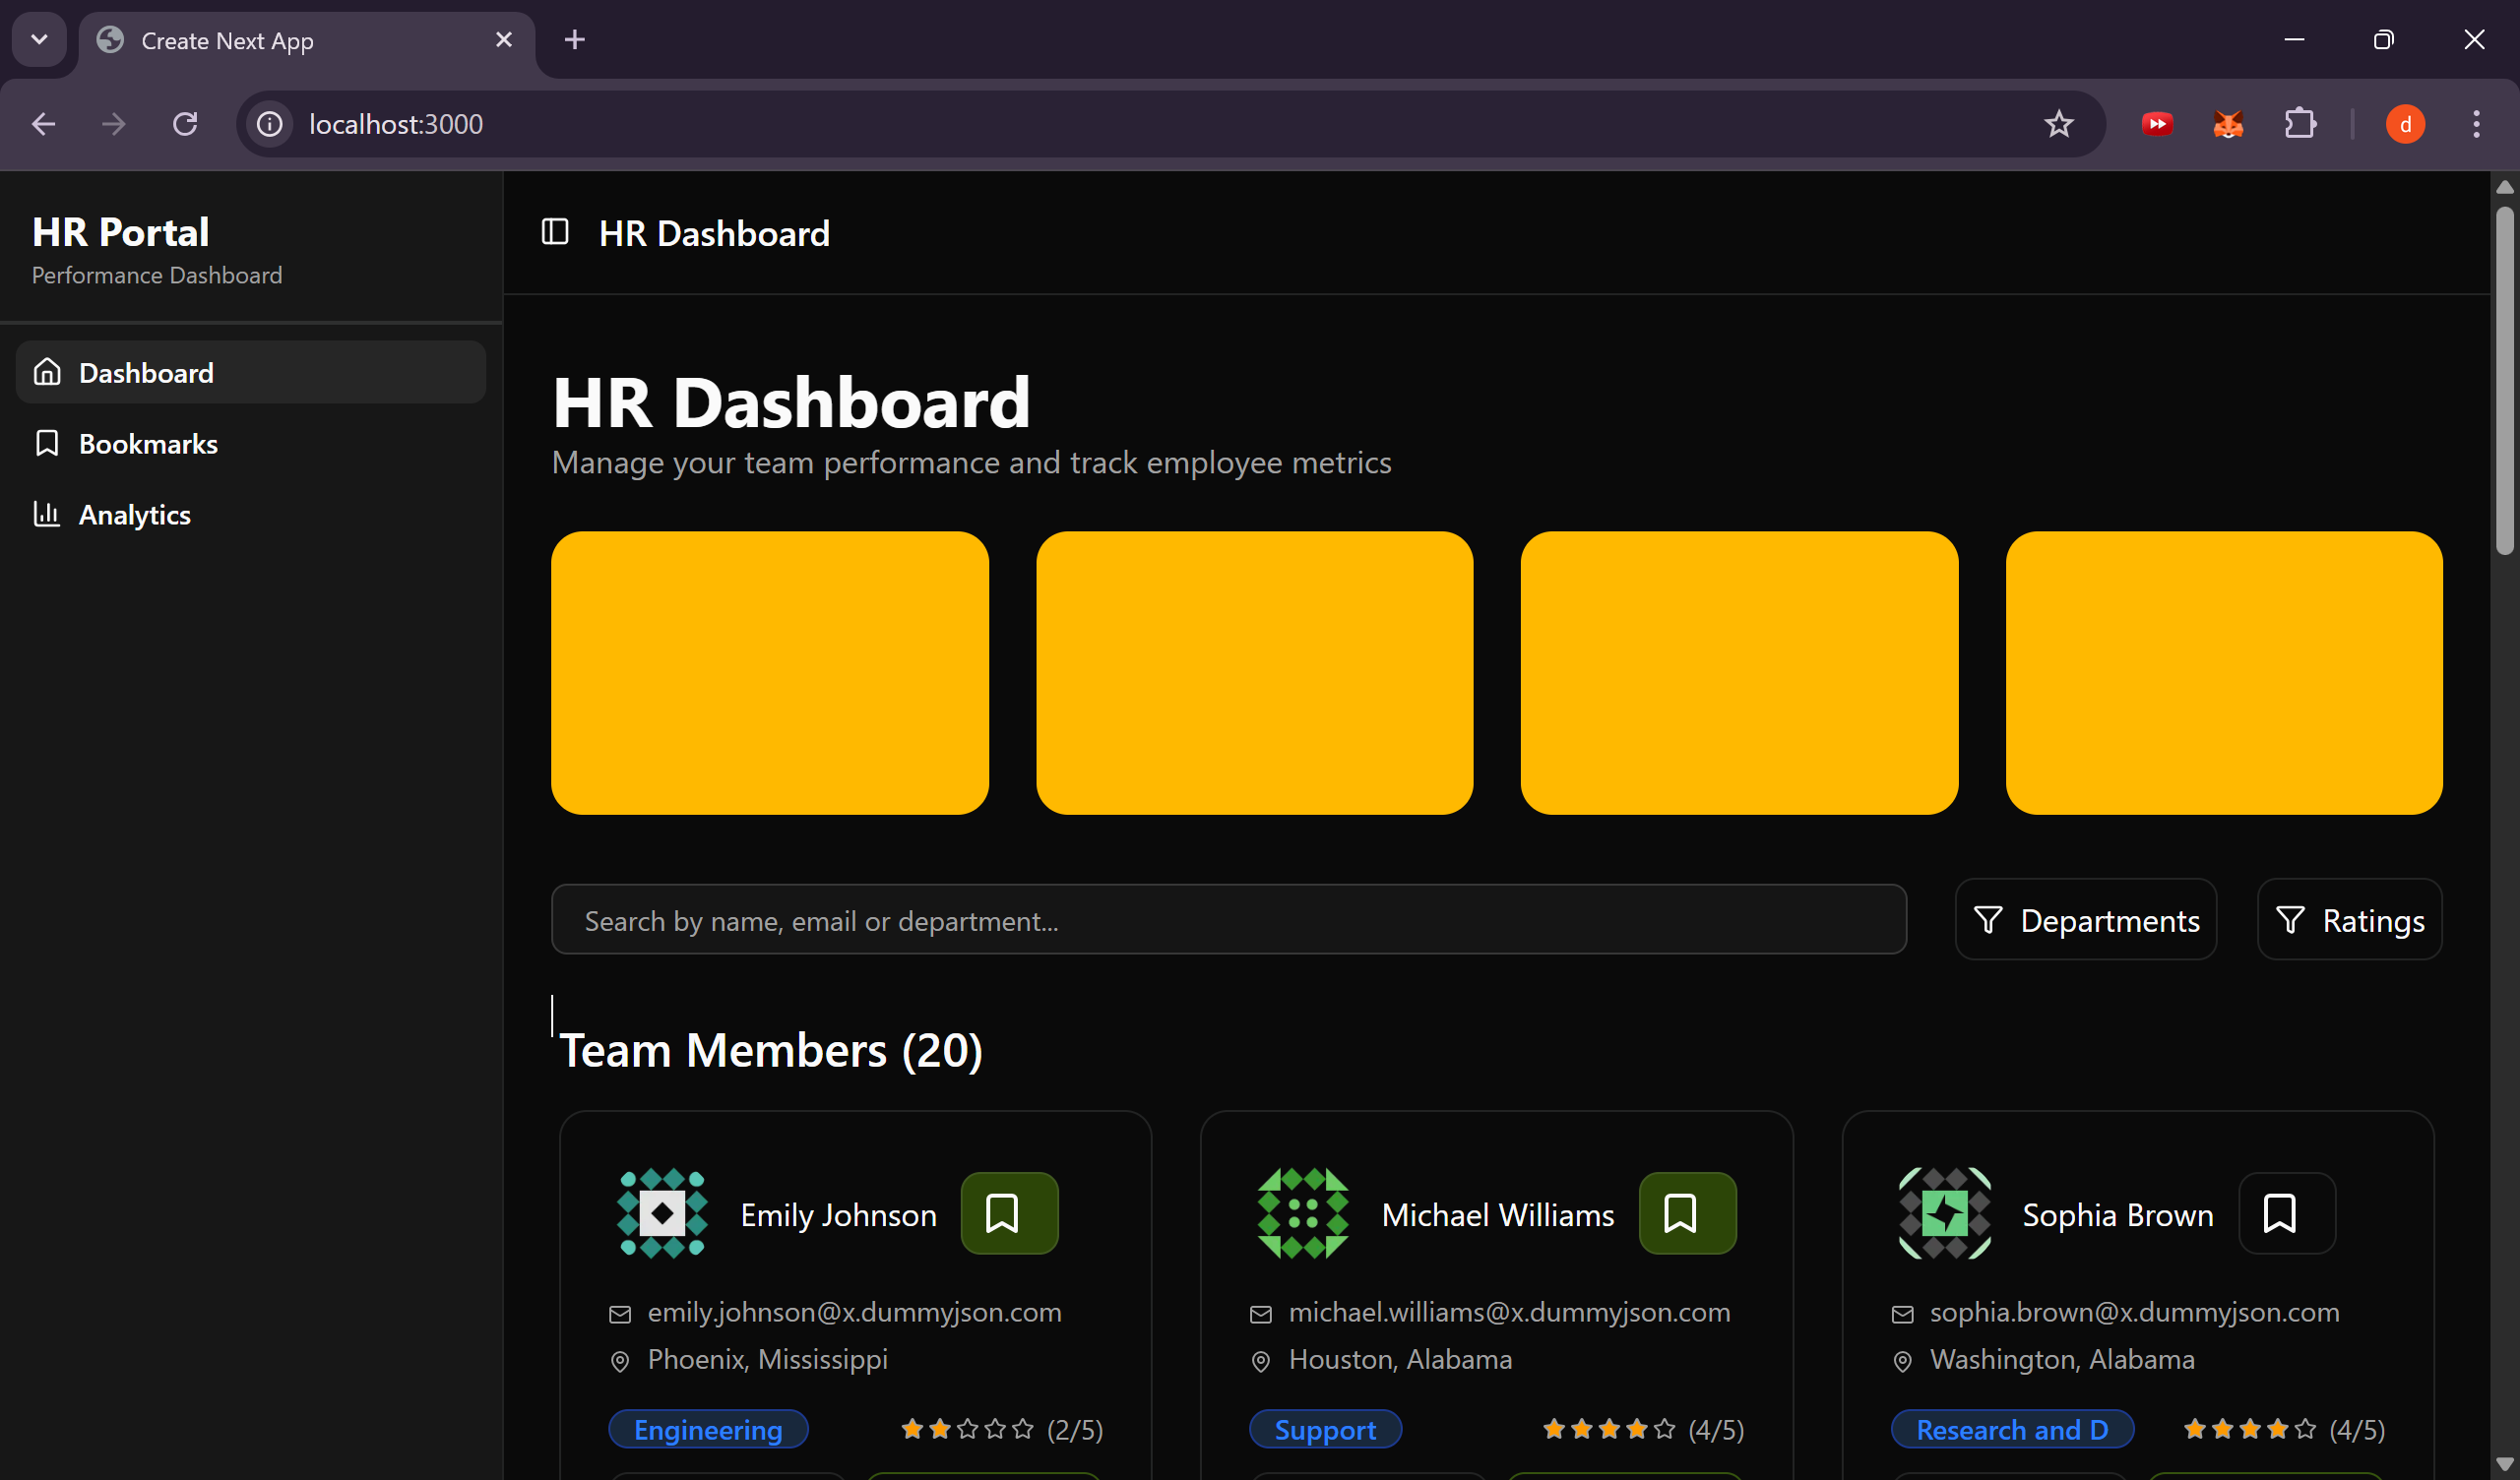 Create Next App
localhost:3000
d
HR Portal
Performance Dashboard
Dashboard
Bookmarks
Analytics
HR Dashboard
HR Dashboard
Manage your team performance and track employee metrics
Search by name, email or department...
Departments
Ratings
Team Members (20)
Emily Johnson
emily.johnson@x.dummyjson.com
Phoenix, Mississippi
Engineering (2/5)
Michael Williams
michael.williams@x.dummyjson.com
Houston, Alabama
Support (4/5)
Sophia Brown
sophia.brown@x.dummyjson.com
Washington, Alabama
Research and D (4/5)